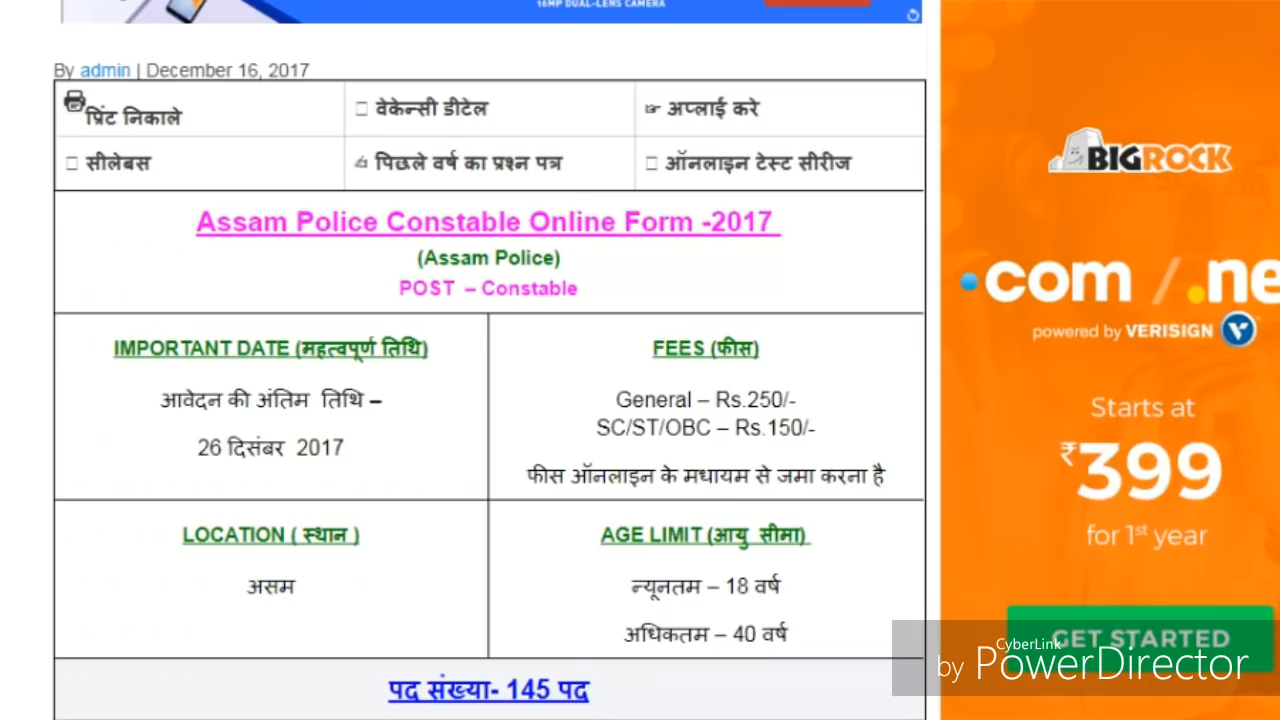 16MP DUAL-LENS CAMERA
By admin | December 16, 2017
प्रिंट निकाले
वेकेन्सी डीटेल
☞ अप्लाई करे
सीलेबस
✍ पिछले वर्ष का प्रश्न पत्र
ऑनलाइन टेस्ट सीरीज
Assam Police Constable Online Form -2017
(Assam Police)
POST – Constable
IMPORTANT DATE (महत्वपूर्ण तिथि)
आवेदन की अंतिम तिथि –
26 दिसंबर 2017
FEES (फीस)
General – Rs.250/-
SC/ST/OBC – Rs.150/-
फीस ऑनलाइन के मधायम से जमा करना है
LOCATION ( स्थान )
असम
AGE LIMIT (आयु सीमा)
न्यूनतम – 18 वर्ष
अधिकतम – 40 वर्ष
पद संख्या- 145 पद
BIGROCK
.com / .ne
powered by VERISIGN
Starts at
₹399
for 1st year
GET STARTED
CyberLink
by PowerDirector